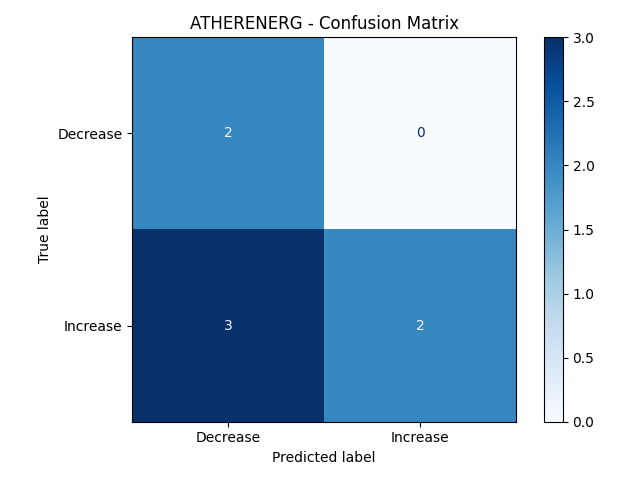 ATHERENERG - Confusion Matrix
True label
Decrease
Increase
2
0
3
2
Decrease
Increase
Predicted label
3.0
2.5
2.0
1.5
1.0
0.5
0.0